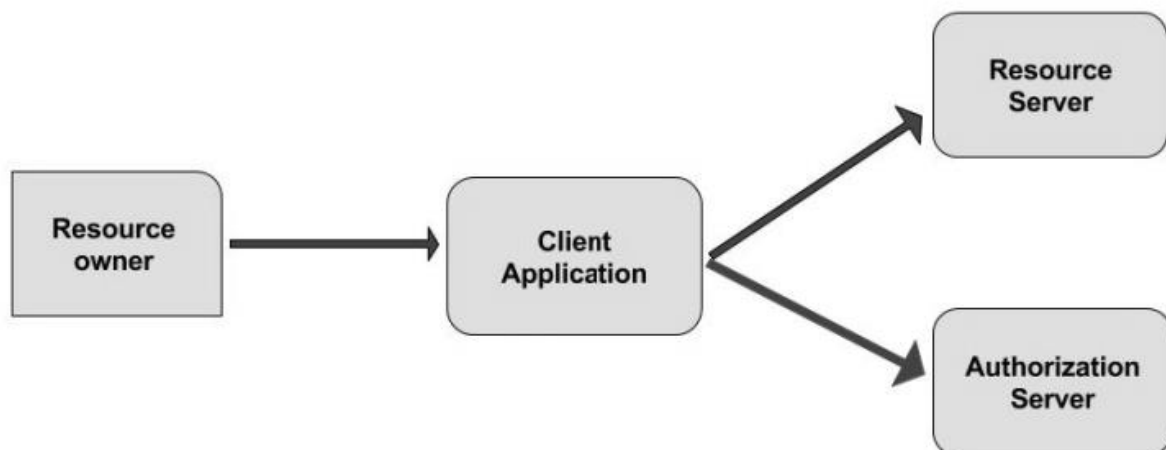 Resource
owner
Client
Application
Resource
Server
Authorization
Server